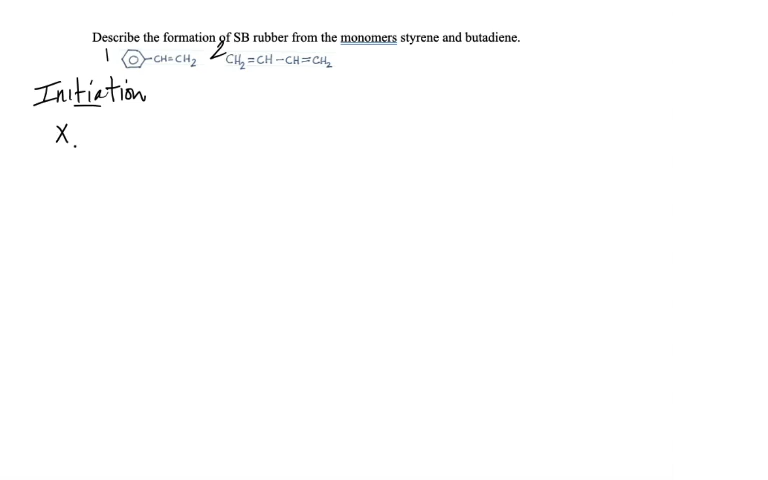 Describe the formation of SB rubber from the monomers styrene and butadiene.
1 -CH=CH₂ 2 CH₂=CH-CH=CH₂
Initiation
X.